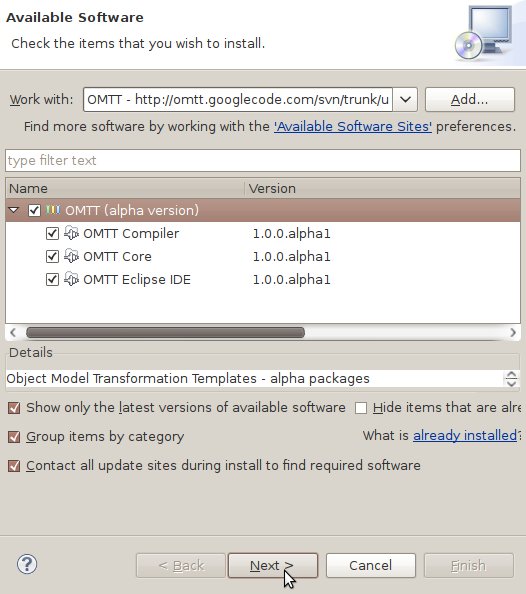 Available Software
Check the items that you wish to install.
Work with: OMTT - http://omtt.googlecode.com/svn/trunk/u Add...
Find more software by working with the 'Available Software Sites' preferences.
type filter text
Name Version
OMTT (alpha version)
OMTT Compiler 1.0.0.alpha1
OMTT Core 1.0.0.alpha1
OMTT Eclipse IDE 1.0.0.alpha1
Details
Object Model Transformation Templates - alpha packages
Show only the latest versions of available software Hide items that are alre
Group items by category What is already installed?
Contact all update sites during install to find required software
? < Back Next > Cancel Finish